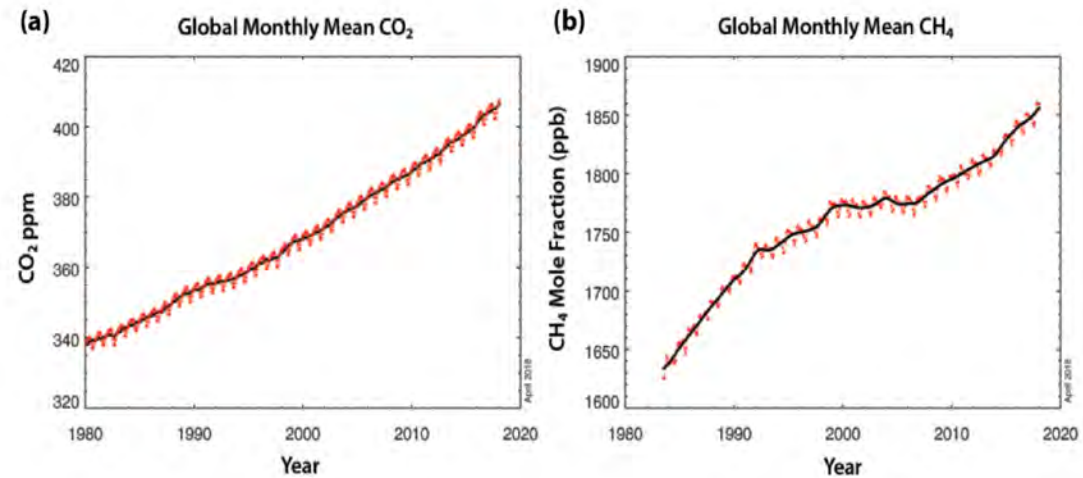 (a)
Global Monthly Mean CO₂
CO₂ ppm
420
400
380
360
340
320
1980
1990
2000
2010
2020
Year
April 2018
(b)
Global Monthly Mean CH₄
CH₄ Mole Fraction (ppb)
1900
1850
1800
1750
1700
1650
1600
1980
1990
2000
2010
2020
Year
April 2018